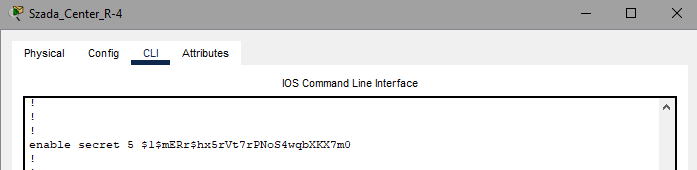 Szada_Center_R-4
Physical Config CLI Attributes
IOS Command Line Interface
!
!
!
enable secret 5 $1$mERr$hx5rVt7rPNoS4wqbXKX7m0
!
!